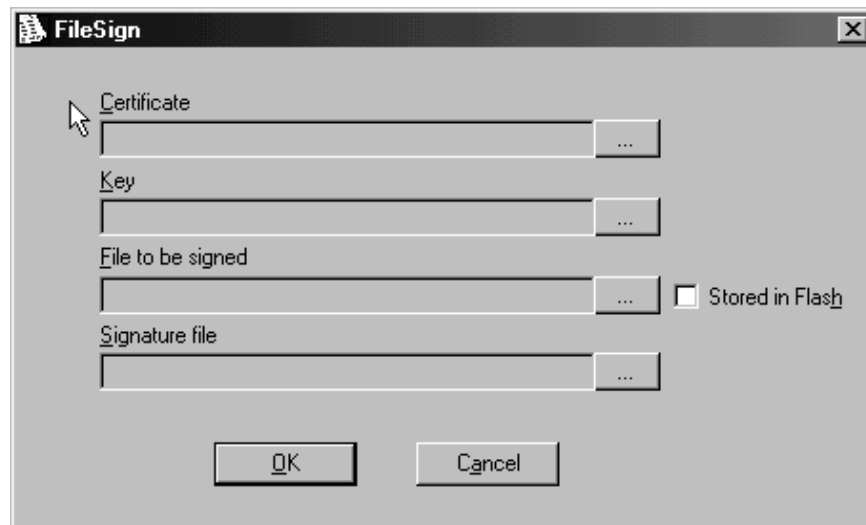 FileSign
Certificate
...
Key
...
File to be signed
... Stored in Flash
Signature file
...
OK Cancel